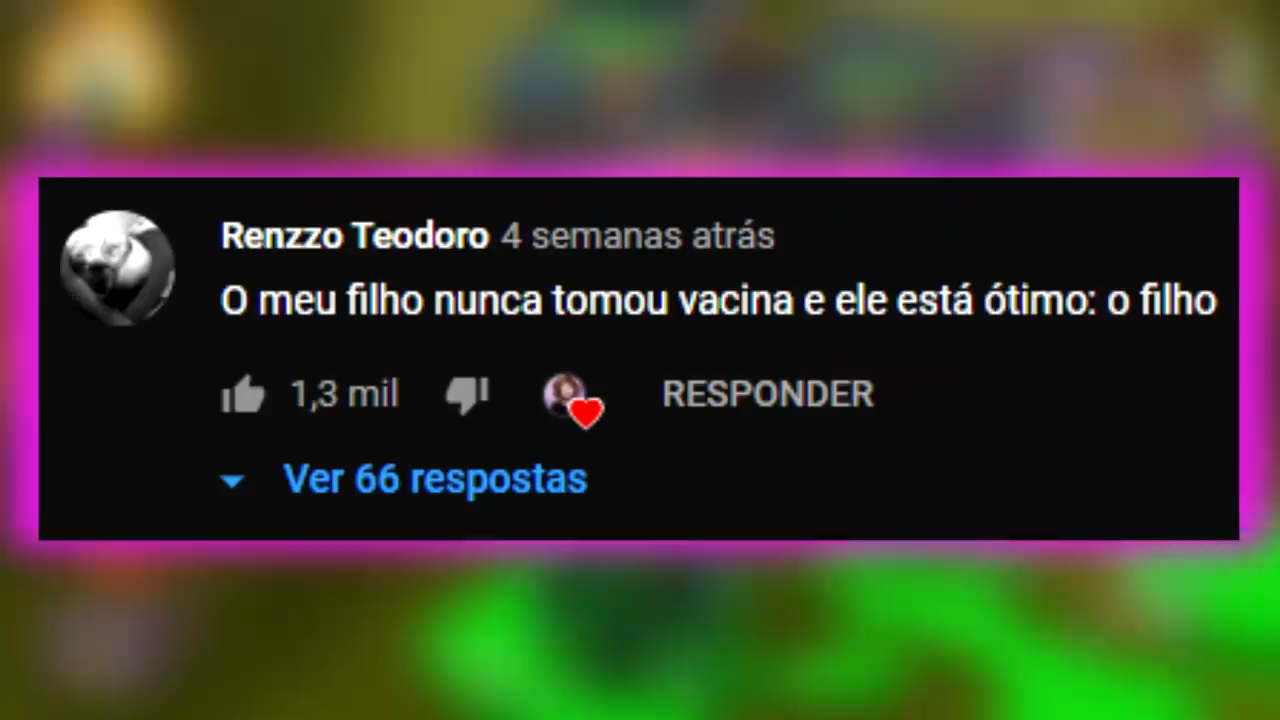 Renzzo Teodoro 4 semanas atrás
O meu filho nunca tomou vacina e ele está ótimo: o filho
1,3 mil RESPONDER
Ver 66 respostas